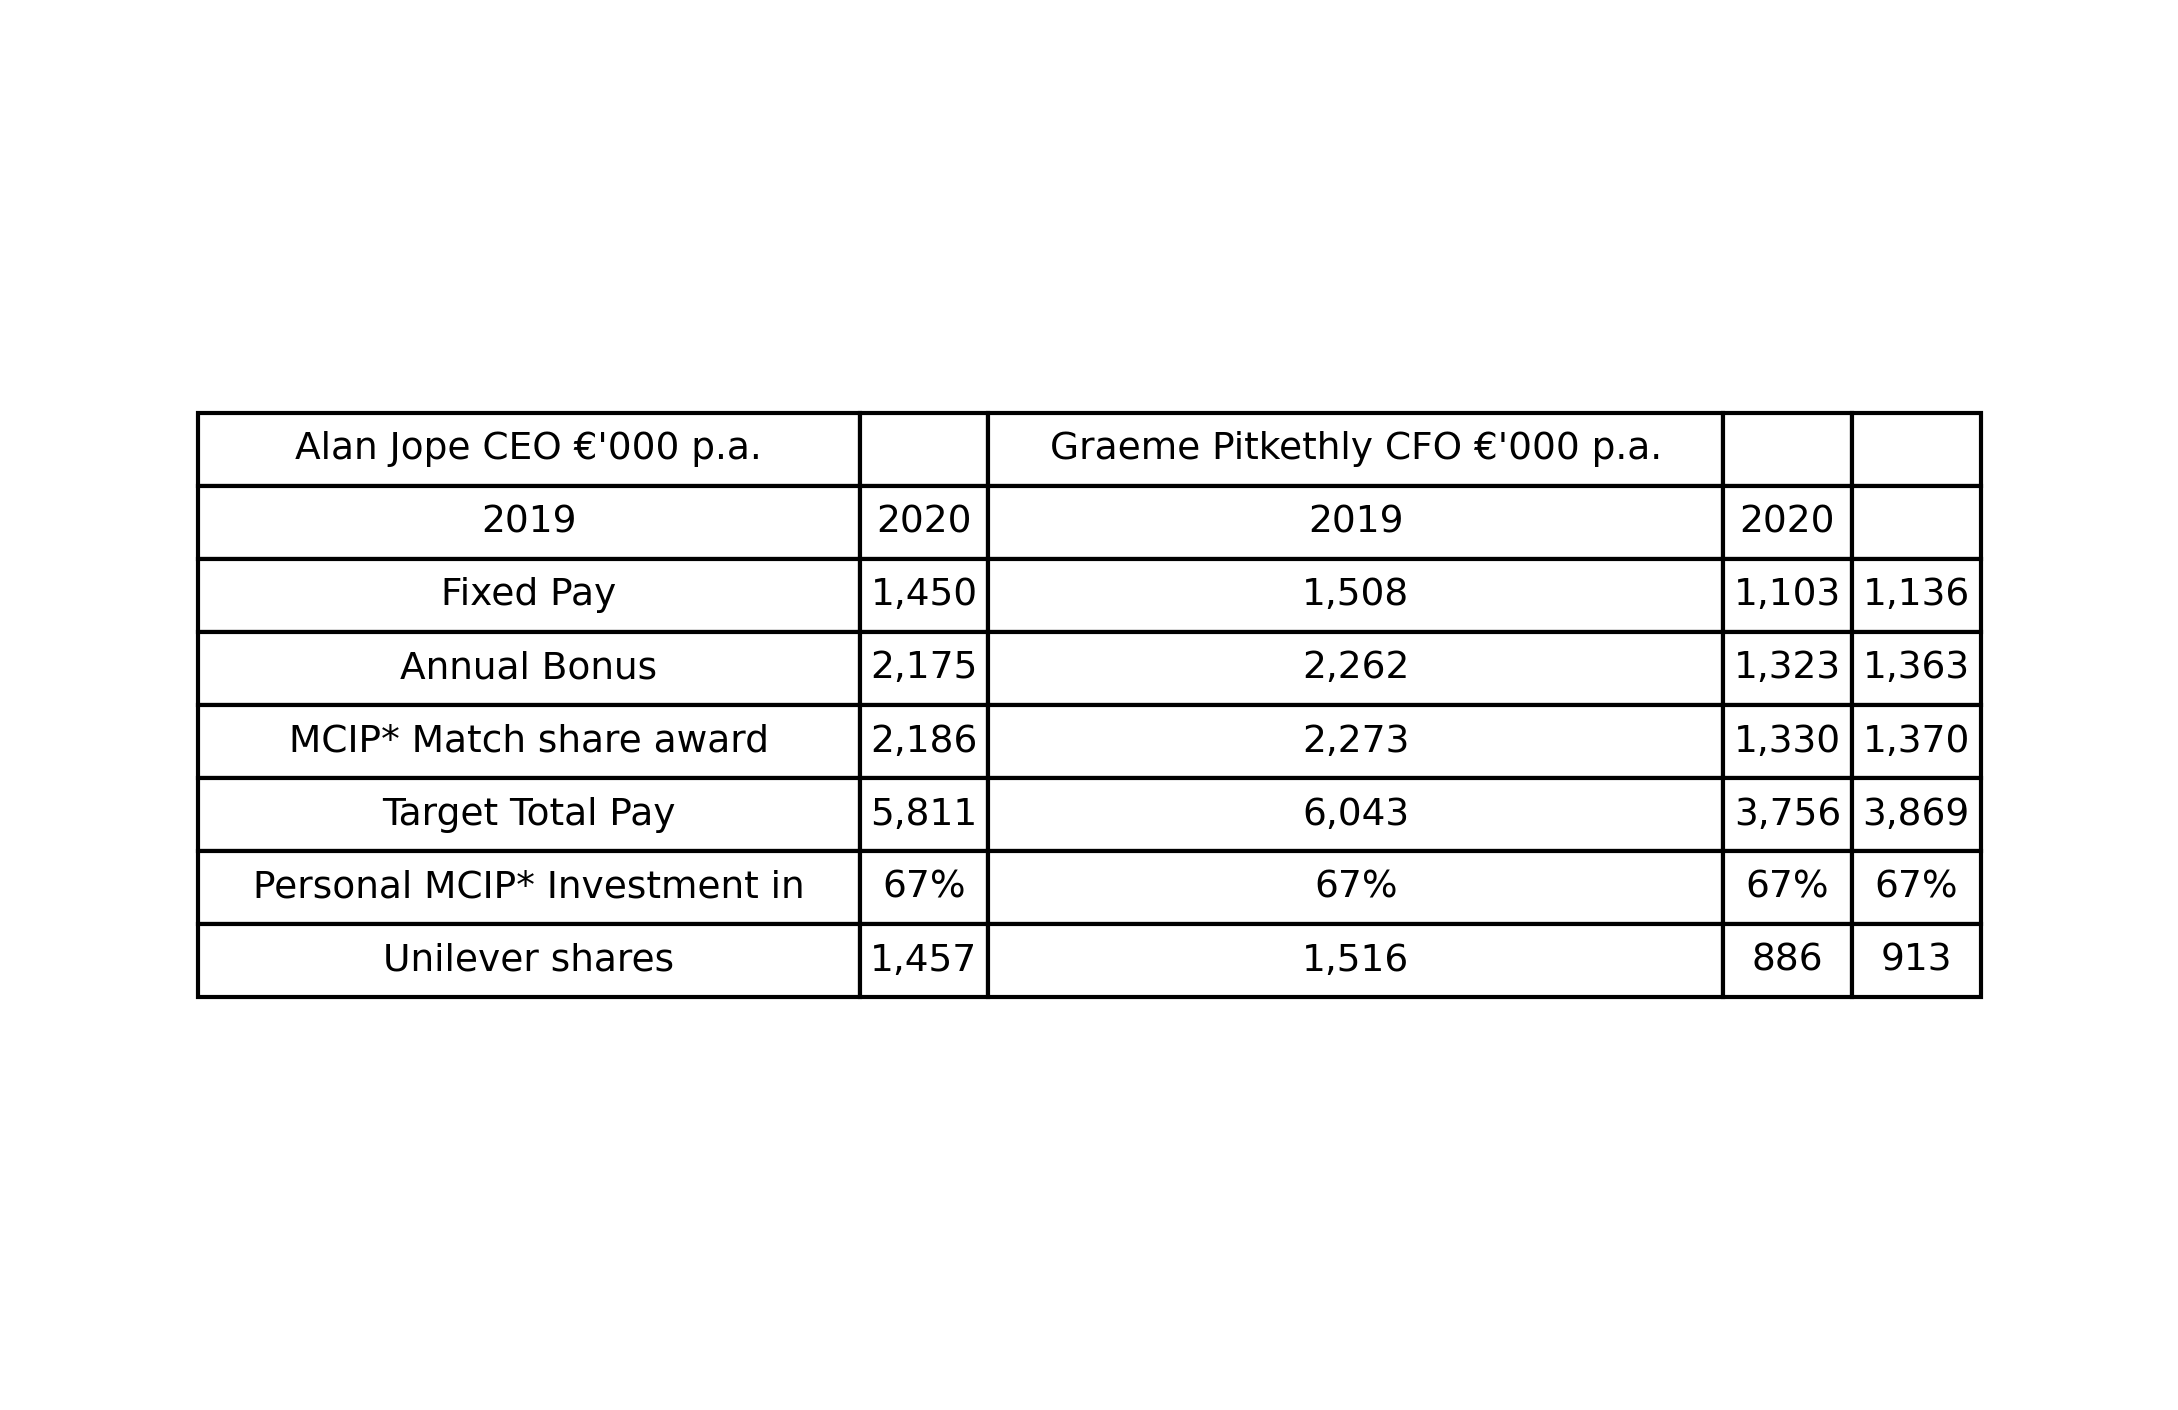 Alan Jope CEO €'000 p.a. Graeme Pitkethly CFO €'000 p.a.
2019 2020 2019 2020
Fixed Pay 1,450 1,508 1,103 1,136
Annual Bonus 2,175 2,262 1,323 1,363
MCIP* Match share award 2,186 2,273 1,330 1,370
Target Total Pay 5,811 6,043 3,756 3,869
Personal MCIP* Investment in 67% 67% 67% 67%
Unilever shares 1,457 1,516 886 913